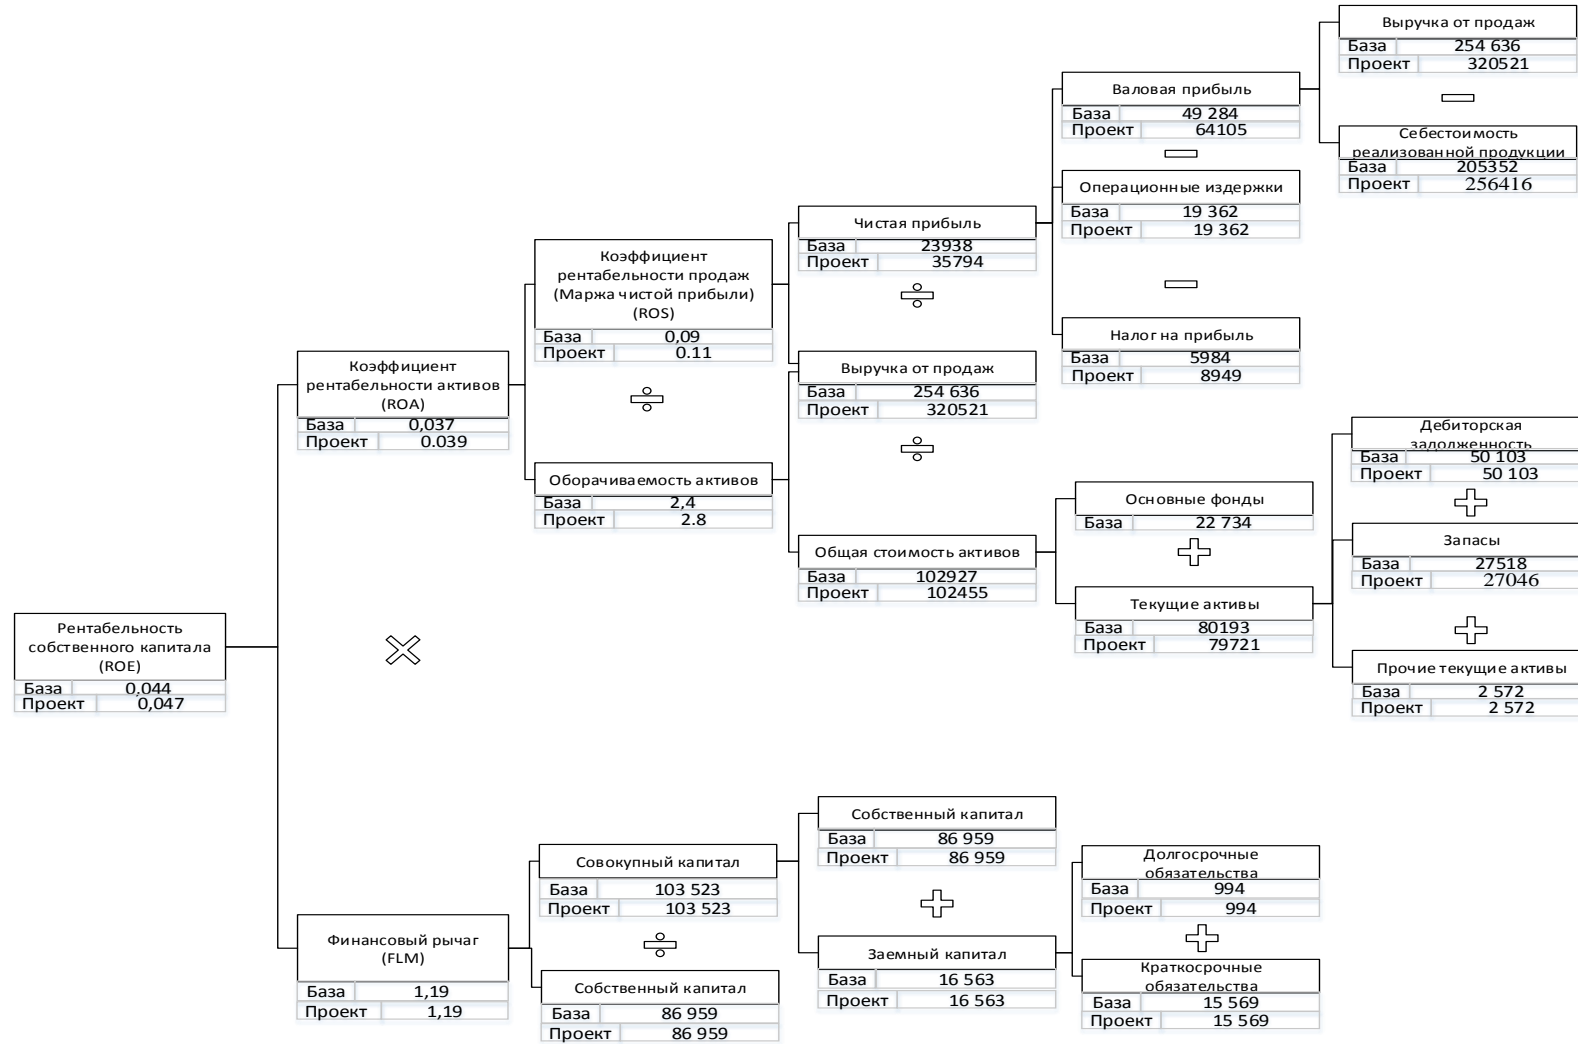 Выручка от продаж
База 254 636
Проект 320521
Себестоимость
реализованной продукции
База 205352
Проект 256416
Валовая прибыль
База 49 284
Проект 64105
Операционные издержки
База 19 362
Проект 19 362
Налог на прибыль
База 5984
Проект 8949
Чистая прибыль
База 23938
Проект 35794
Выручка от продаж
База 254 636
Проект 320521
Коэффициент
рентабельности продаж
(Маржа чистой прибыли)
(ROS)
База 0,09
Проект 0.11
Оборачиваемость активов
База 2,4
Проект 2.8
Общая стоимость активов
База 102927
Проект 102455
Основные фонды
База 22 734
Текущие активы
База 80193
Проект 79721
Дебиторская
задолженность
База 50 103
Проект 50 103
Запасы
База 27518
Проект 27046
Прочие текущие активы
База 2 572
Проект 2 572
Коэффициент
рентабельности активов
(ROA)
База 0,037
Проект 0.039
Рентабельность
собственного капитала
(ROE)
База 0,044
Проект 0,047
Финансовый рычаг
(FLM)
База 1,19
Проект 1,19
Совокупный капитал
База 103 523
Проект 103 523
Собственный капитал
База 86 959
Проект 86 959
Собственный капитал
База 86 959
Проект 86 959
Заемный капитал
База 16 563
Проект 16 563
Долгосрочные
обязательства
База 994
Проект 994
Краткосрочные
обязательства
База 15 569
Проект 15 569